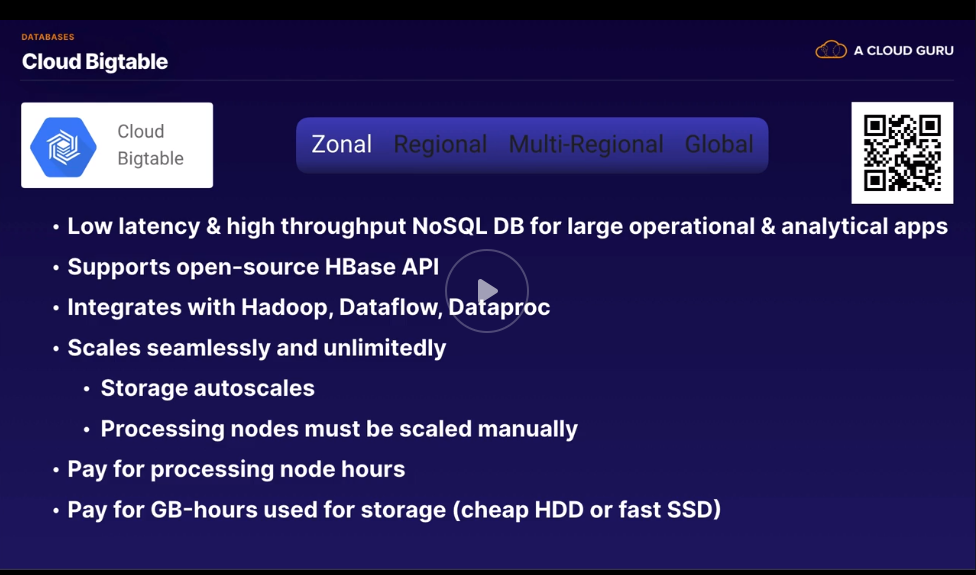 DATABASES
Cloud Bigtable
A CLOUD GURU
Cloud
Bigtable
Zonal Regional Multi-Regional Global
• Low latency & high throughput NoSQL DB for large operational & analytical apps
• Supports open-source HBase API
• Integrates with Hadoop, Dataflow, Dataproc
• Scales seamlessly and unlimitedly
• Storage autoscales
• Processing nodes must be scaled manually
• Pay for processing node hours
• Pay for GB-hours used for storage (cheap HDD or fast SSD)